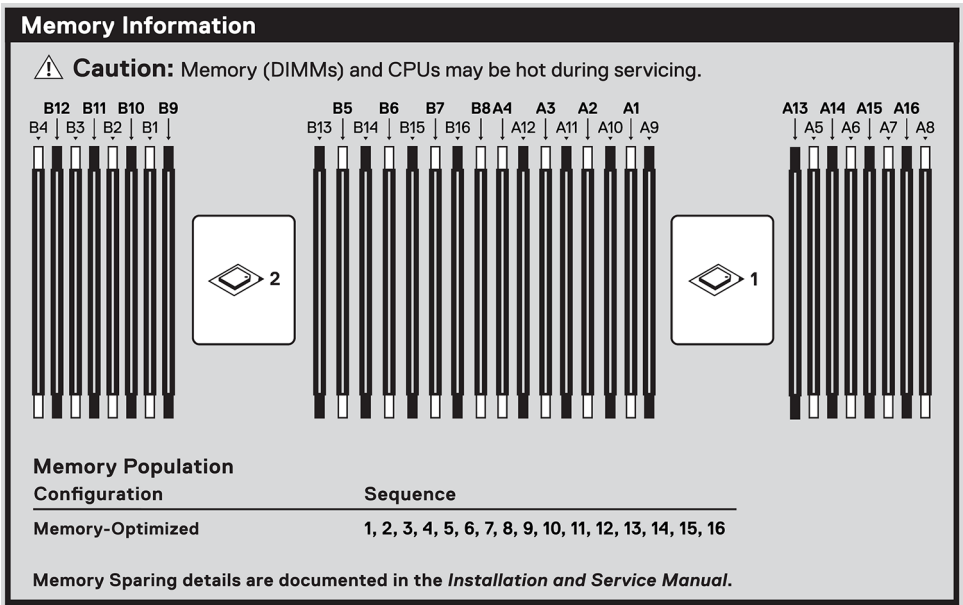 Memory Information
Caution: Memory (DIMMs) and CPUs may be hot during servicing.
B12 B11 B10 B9 B5 B6 B7 B8 A4 A3 A2 A1 A13 A14 A15 A16
B4 B3 B2 B1 B13 B14 B15 B16 A12 A11 A10 A9 A5 A6 A7 A8
2 1
Memory Population
Configuration Sequence
Memory-Optimized 1, 2, 3, 4, 5, 6, 7, 8, 9, 10, 11, 12, 13, 14, 15, 16
Memory Sparing details are documented in the Installation and Service Manual.